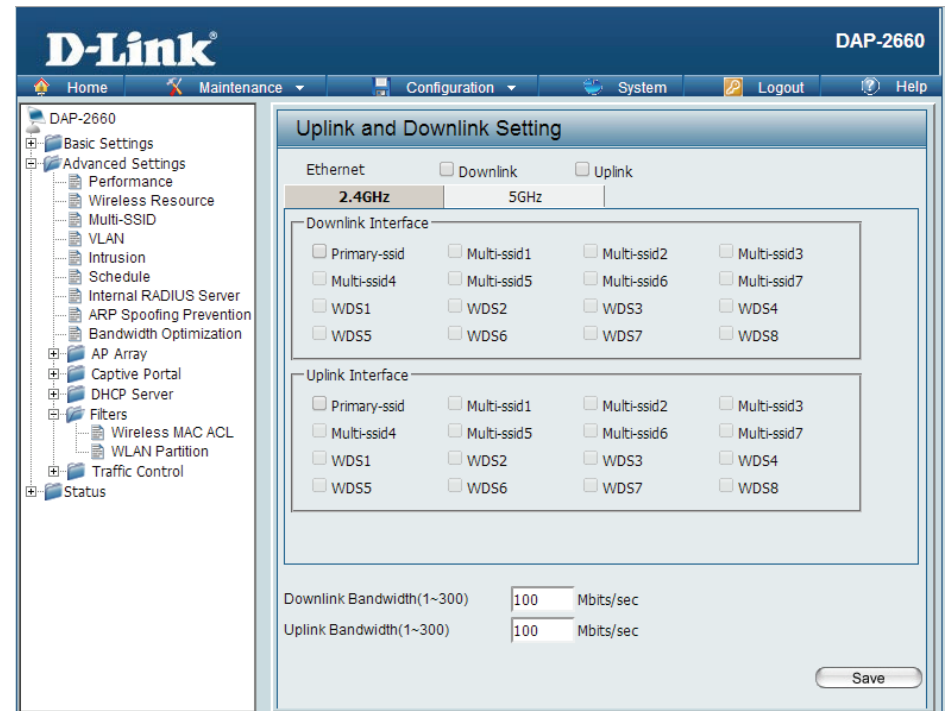 D-Link®
DAP-2660
Home Maintenance Configuration System Logout Help
DAP-2660
Basic Settings
Advanced Settings
Performance
Wireless Resource
Multi-SSID
VLAN
Intrusion
Schedule
Internal RADIUS Server
ARP Spoofing Prevention
Bandwidth Optimization
AP Array
Captive Portal
DHCP Server
Filters
Wireless MAC ACL
WLAN Partition
Traffic Control
Status
Uplink and Downlink Setting
Ethernet Downlink Uplink
2.4GHz 5GHz
Downlink Interface
Primary-ssid Multi-ssid1 Multi-ssid2 Multi-ssid3
Multi-ssid4 Multi-ssid5 Multi-ssid6 Multi-ssid7
WDS1 WDS2 WDS3 WDS4
WDS5 WDS6 WDS7 WDS8
Uplink Interface
Primary-ssid Multi-ssid1 Multi-ssid2 Multi-ssid3
Multi-ssid4 Multi-ssid5 Multi-ssid6 Multi-ssid7
WDS1 WDS2 WDS3 WDS4
WDS5 WDS6 WDS7 WDS8
Downlink Bandwidth(1~300) 100 Mbits/sec
Uplink Bandwidth(1~300) 100 Mbits/sec
Save